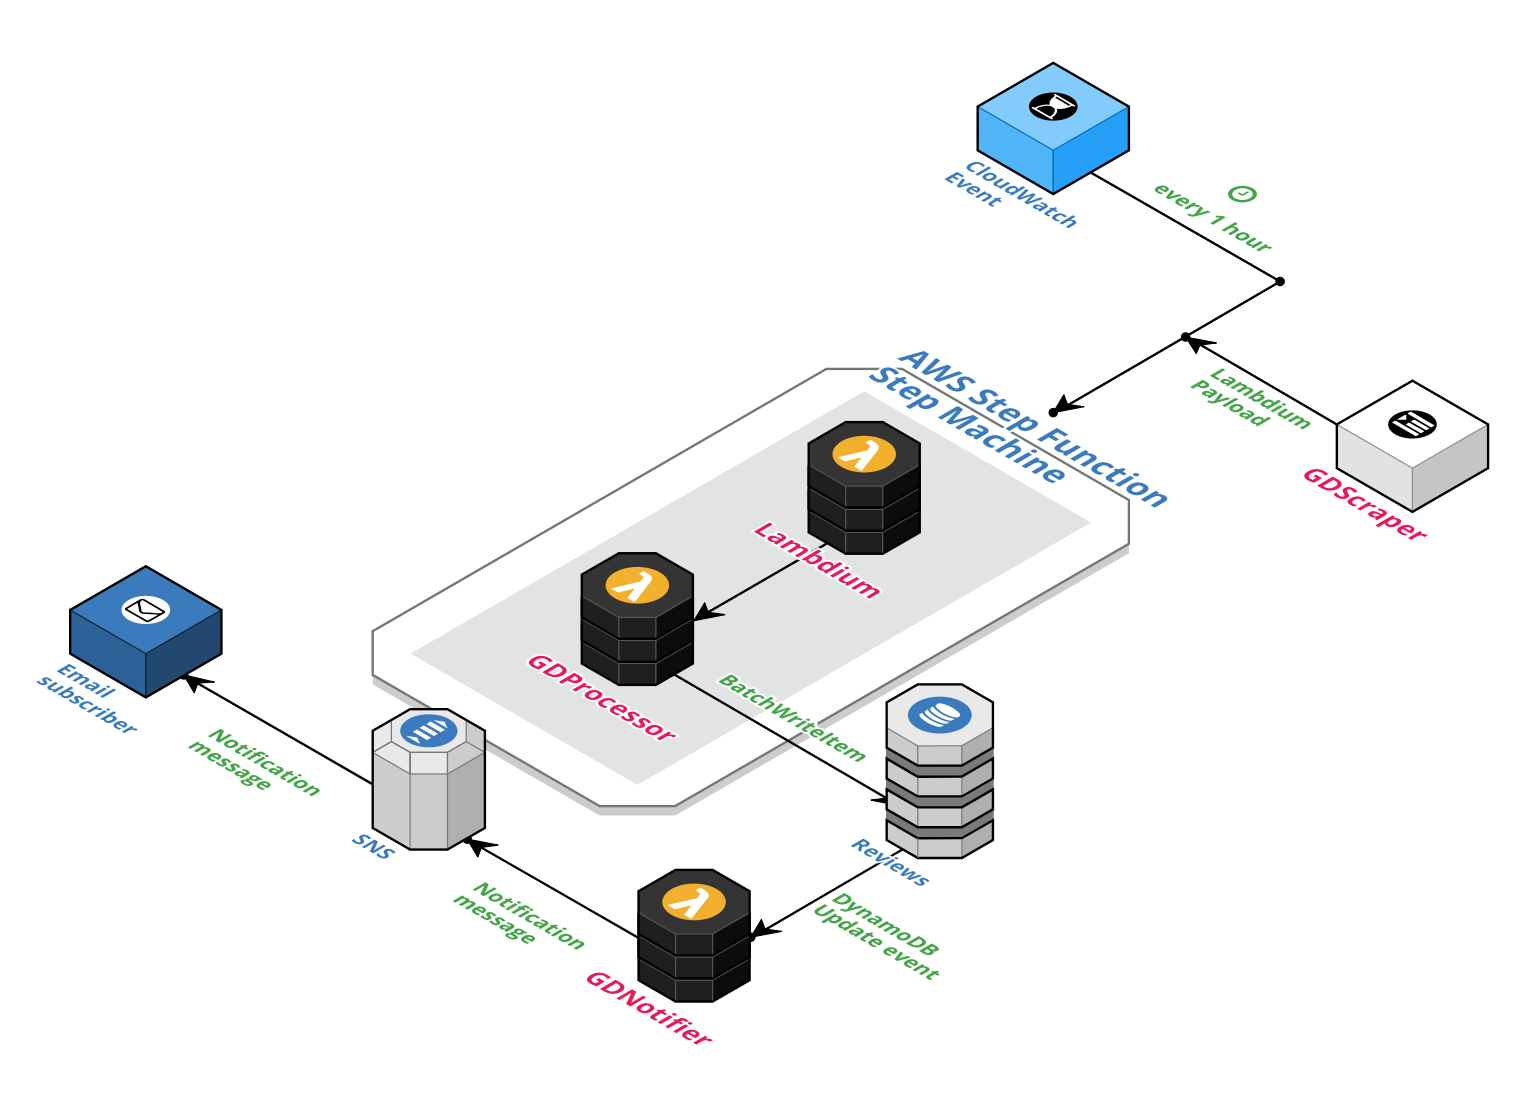 CloudWatch
Event
every 1 hour
AWS Step Function
Step Machine
Lambdium
Payload
GDScraper
Lambdium
GDProcessor
BatchWriteItem
Email
subscriber
Notification
message
SNS
Reviews
DynamoDB
Update event
Notification
message
GDNotifier